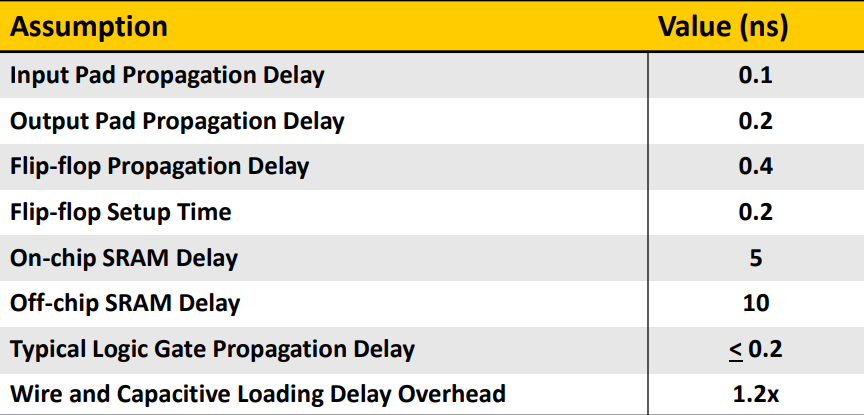 Assumption Value (ns)
Input Pad Propagation Delay 0.1
Output Pad Propagation Delay 0.2
Flip-flop Propagation Delay 0.4
Flip-flop Setup Time 0.2
On-chip SRAM Delay 5
Off-chip SRAM Delay 10
Typical Logic Gate Propagation Delay ≤ 0.2
Wire and Capacitive Loading Delay Overhead 1.2x